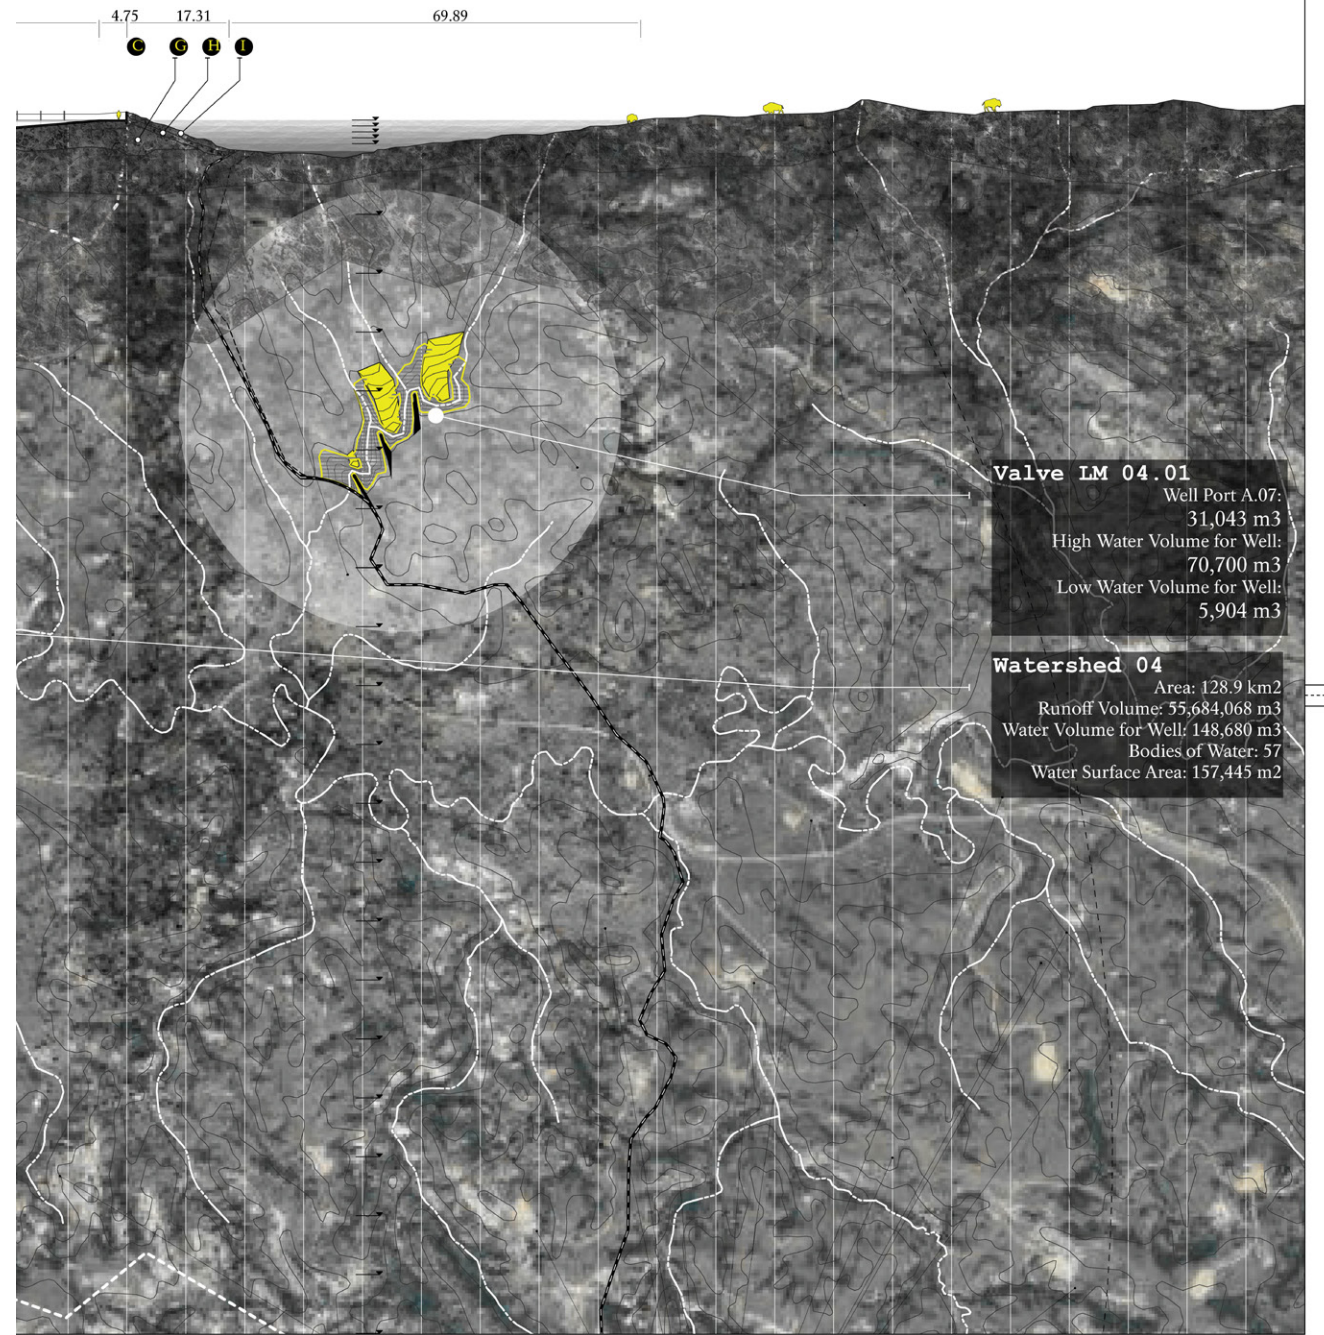 4.75 17.31 69.89
C G H I
Valve LM 04.01
Well Port A.07:
31,043 m3
High Water Volume for Well:
70,700 m3
Low Water Volume for Well:
5,904 m3
Watershed 04
Area: 128.9 km2
Runoff Volume: 55,684,068 m3
Water Volume for Well: 148,680 m3
Bodies of Water: 57
Water Surface Area: 157,445 m2